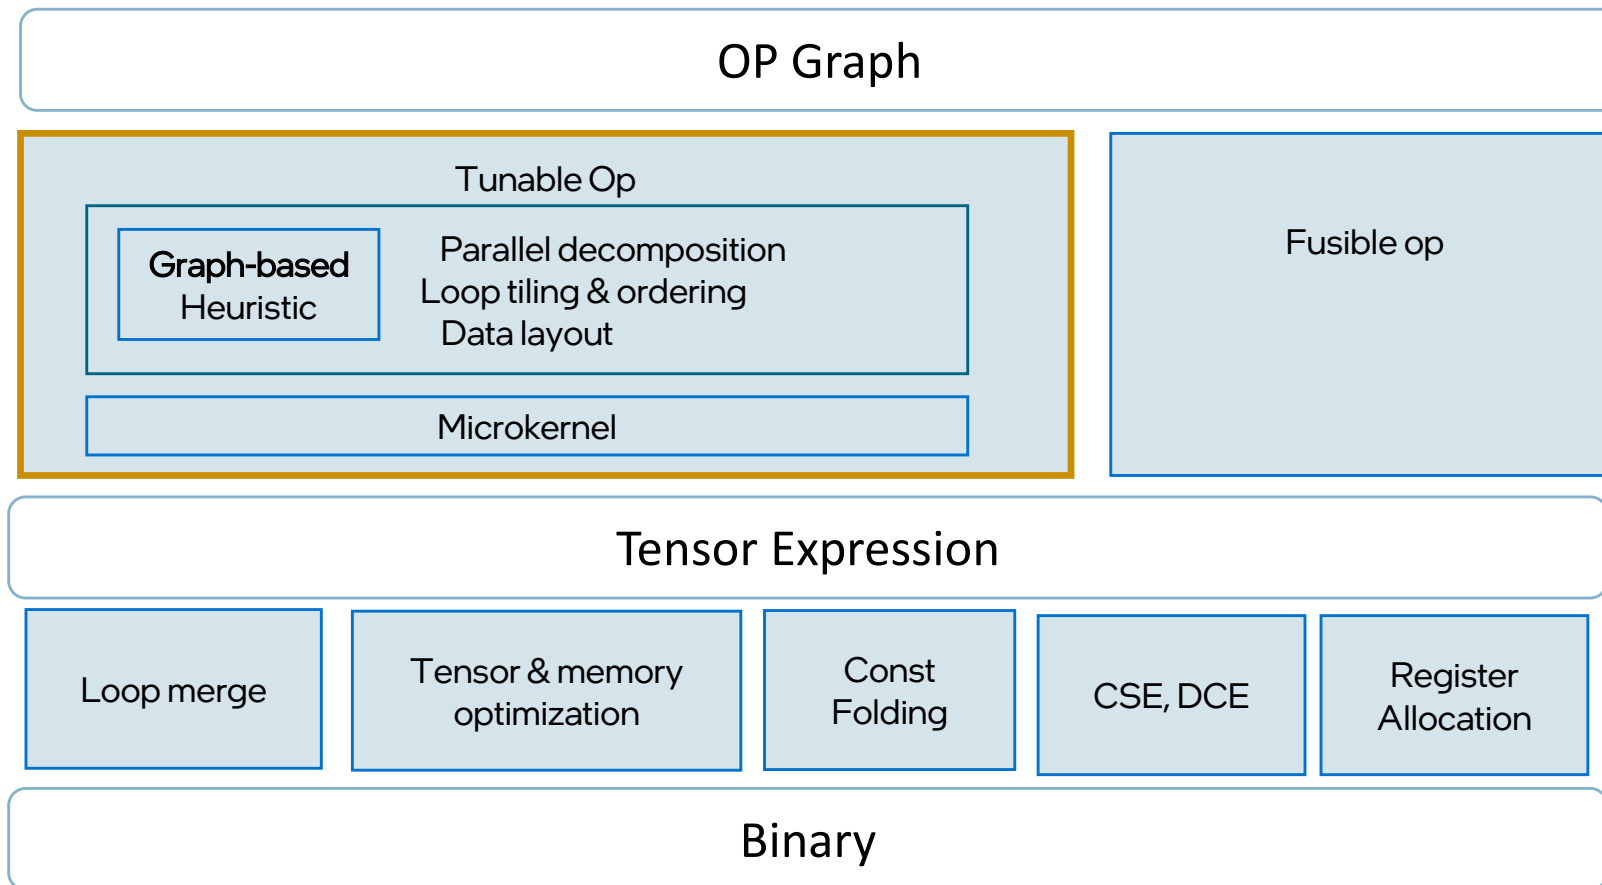 OP Graph
Tunable Op
Graph-based
Heuristic
Parallel decomposition
Loop tiling & ordering
Data layout
Microkernel
Fusible op
Tensor Expression
Loop merge
Tensor & memory
optimization
Const
Folding
CSE, DCE
Register
Allocation
Binary